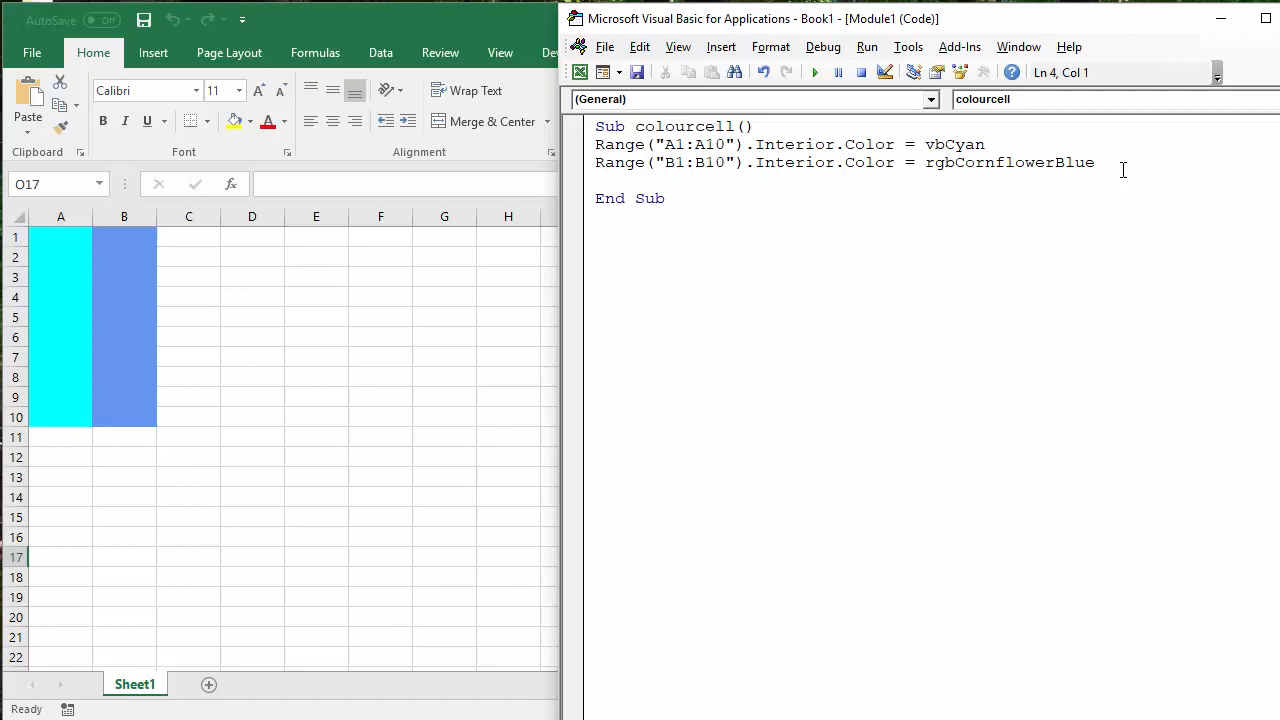 AutoSave Off
File Home Insert Page Layout Formulas Data Review View De
Paste
Calibri 11
B I U A
Wrap Text
Merge & Center
Clipboard Font Alignment
O17 fx
A B C D E F G H
1
2
3
4
5
6
7
8
9
10
11
12
13
14
15
16
17
18
19
20
21
22
Sheet1
Ready
Microsoft Visual Basic for Applications - Book1 - [Module1 (Code)]
File Edit View Insert Format Debug Run Tools Add-Ins Window Help
Ln 4, Col 1
(General) colourcell
Sub colourcell()
Range("A1:A10").Interior.Color = vbCyan
Range("B1:B10").Interior.Color = rgbCornflowerBlue
End Sub